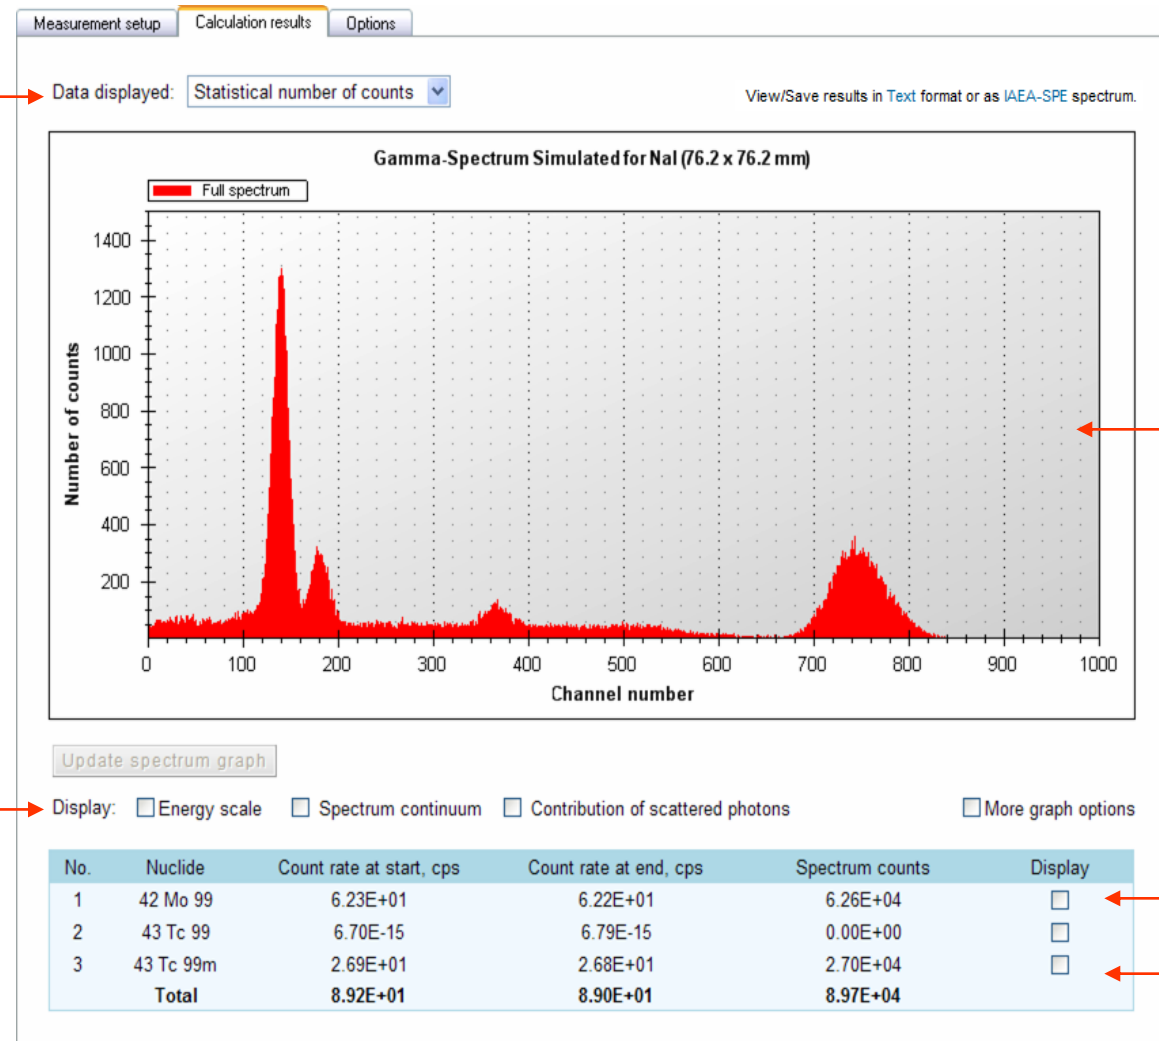 Measurement setup Calculation results Options
Data displayed: Statistical number of counts
View/Save results in Text format or as IAEA-SPE spectrum.
Gamma-Spectrum Simulated for NaI (76.2 x 76.2 mm)
Full spectrum
1400
1200
1000
800
600
400
200
Number of counts
0 100 200 300 400 500 600 700 800 900 1000
Channel number
Update spectrum graph
Display: Energy scale Spectrum continuum Contribution of scattered photons More graph options
No. Nuclide Count rate at start, cps Count rate at end, cps Spectrum counts Display
1 42 Mo 99 6.23E+01 6.22E+01 6.26E+04
2 43 Tc 99 6.70E-15 6.79E-15 0.00E+00
3 43 Tc 99m 2.69E+01 2.68E+01 2.70E+04
Total 8.92E+01 8.90E+01 8.97E+04